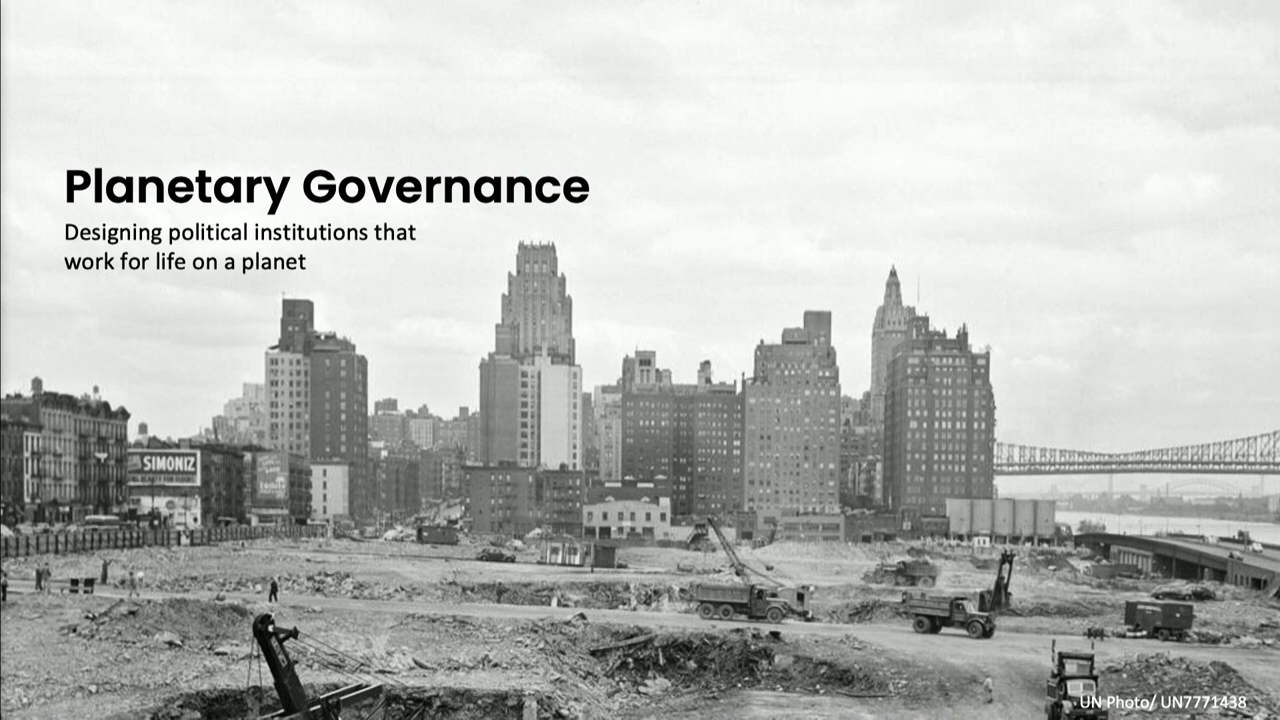 Planetary Governance
Designing political institutions that
work for life on a planet
SIMONIZ
UN Photo/ UN7771438